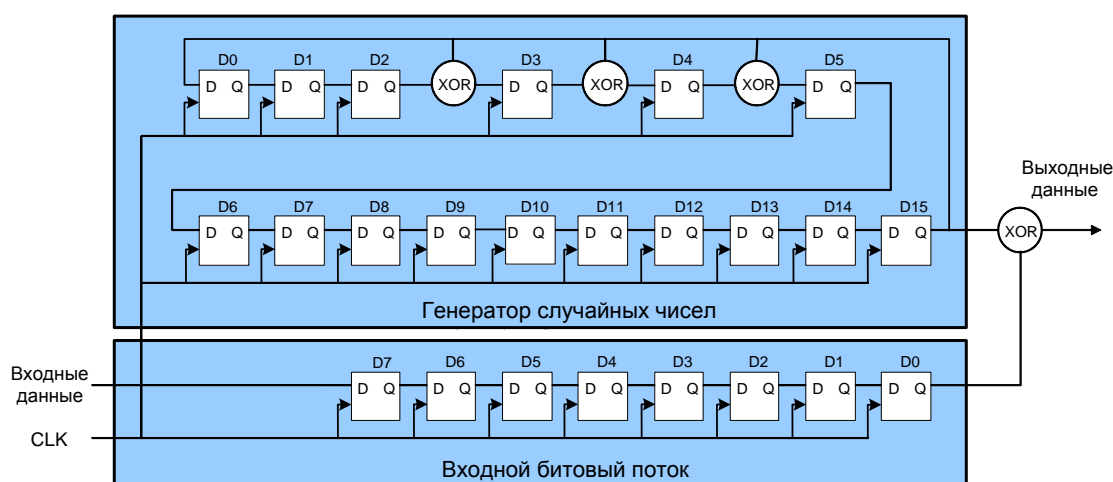 D0 D1 D2 D3 D4 D5
D Q D Q D Q XOR D Q XOR D Q XOR D Q
Выходные
данные
D6 D7 D8 D9 D10 D11 D12 D13 D14 D15
D Q D Q D Q D Q D Q D Q D Q D Q D Q D Q XOR
Генератор случайных чисел
D7 D6 D5 D4 D3 D2 D1 D0
Входные
данные
D Q D Q D Q D Q D Q D Q D Q D Q
CLK
Входной битовый поток